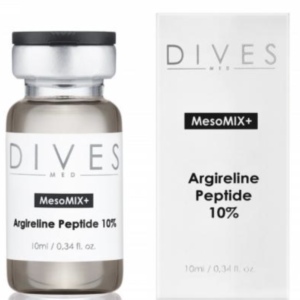 DIVES
MED
MesoMIX+
Argireline Peptide 10%
10ml / 0,34 fl. oz.
DIVES
MED
MesoMIX+
Argireline
Peptide
10%
10ml / 0,34 fl. oz.